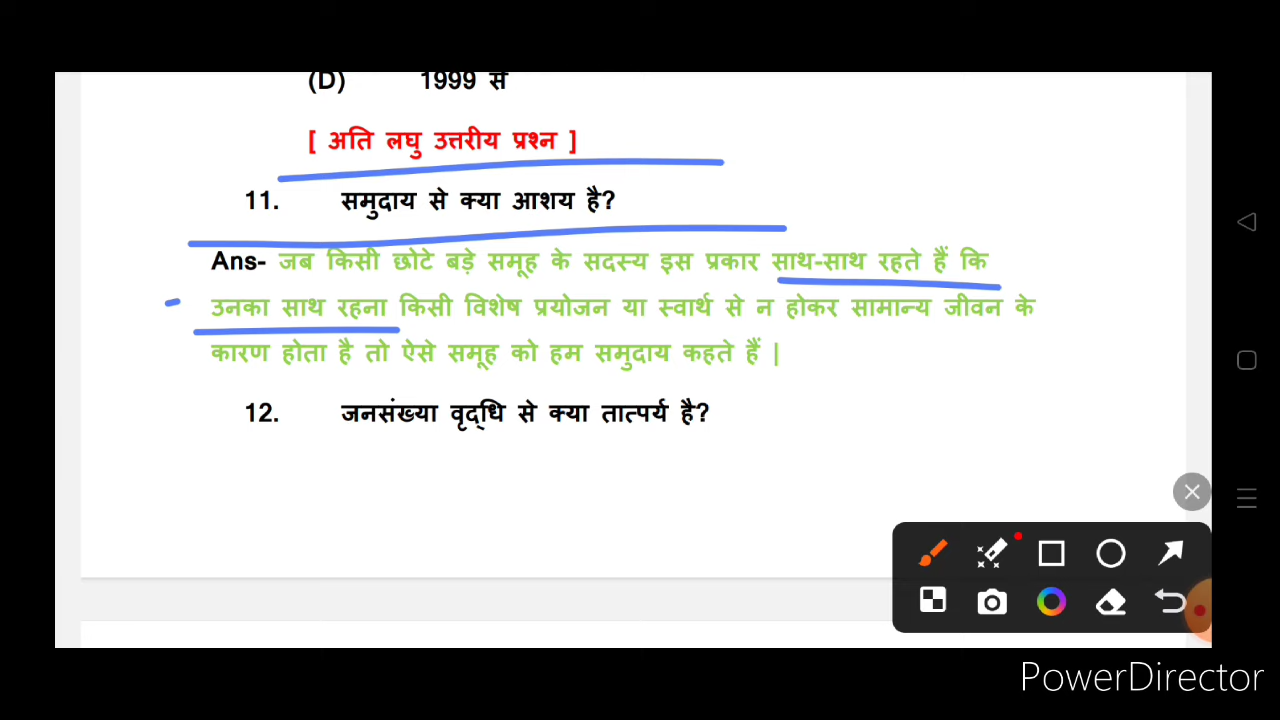 (D) 1999 से
[ अति लघु उत्तरीय प्रश्न ]
11. समुदाय से क्या आशय है?
Ans- जब किसी छोटे बड़े समूह के सदस्य इस प्रकार साथ-साथ रहते हैं कि
उनका साथ रहना किसी विशेष प्रयोजन या स्वार्थ से न होकर सामान्य जीवन के
कारण होता है तो ऐसे समूह को हम समुदाय कहते हैं |
12. जनसंख्या वृद्धि से क्या तात्पर्य है?
PowerDirector